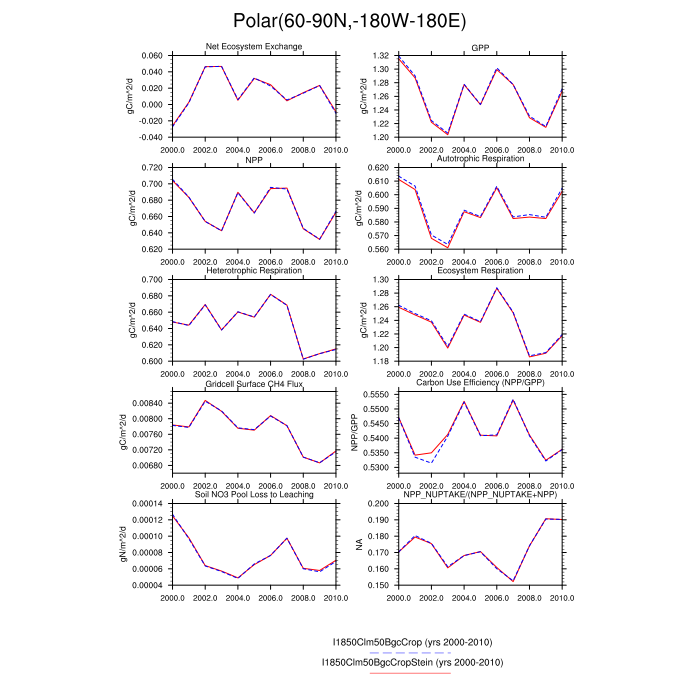 Polar(60-90N,-180W-180E)
Net Ecosystem Exchange
gC/m^2/d
0.060
0.040
0.020
0.000
-0.020
-0.040
2000.0 2002.0 2004.0 2006.0 2008.0 2010.0
GPP
gC/m^2/d
1.32
1.30
1.28
1.26
1.24
1.22
1.20
2000.0 2002.0 2004.0 2006.0 2008.0 2010.0
NPP
gC/m^2/d
0.720
0.700
0.680
0.660
0.640
0.620
2000.0 2002.0 2004.0 2006.0 2008.0 2010.0
Autotrophic Respiration
gC/m^2/d
0.620
0.610
0.600
0.590
0.580
0.570
0.560
2000.0 2002.0 2004.0 2006.0 2008.0 2010.0
Heterotrophic Respiration
gC/m^2/d
0.700
0.680
0.660
0.640
0.620
0.600
2000.0 2002.0 2004.0 2006.0 2008.0 2010.0
Ecosystem Respiration
gC/m^2/d
1.30
1.28
1.26
1.24
1.22
1.20
1.18
2000.0 2002.0 2004.0 2006.0 2008.0 2010.0
Gridcell Surface CH4 Flux
gC/m^2/d
0.00840
0.00800
0.00760
0.00720
0.00680
2000.0 2002.0 2004.0 2006.0 2008.0 2010.0
Carbon Use Efficiency (NPP/GPP)
NPP/GPP
0.5550
0.5500
0.5450
0.5400
0.5350
0.5300
2000.0 2002.0 2004.0 2006.0 2008.0 2010.0
Soil NO3 Pool Loss to Leaching
gN/m^2/d
0.00014
0.00012
0.00010
0.00008
0.00006
0.00004
2000.0 2002.0 2004.0 2006.0 2008.0 2010.0
NPP_NUPTAKE/(NPP_NUPTAKE+NPP)
NA
0.200
0.190
0.180
0.170
0.160
0.150
2000.0 2002.0 2004.0 2006.0 2008.0 2010.0
I1850Clm50BgcCrop (yrs 2000-2010)
I1850Clm50BgcCropStein (yrs 2000-2010)